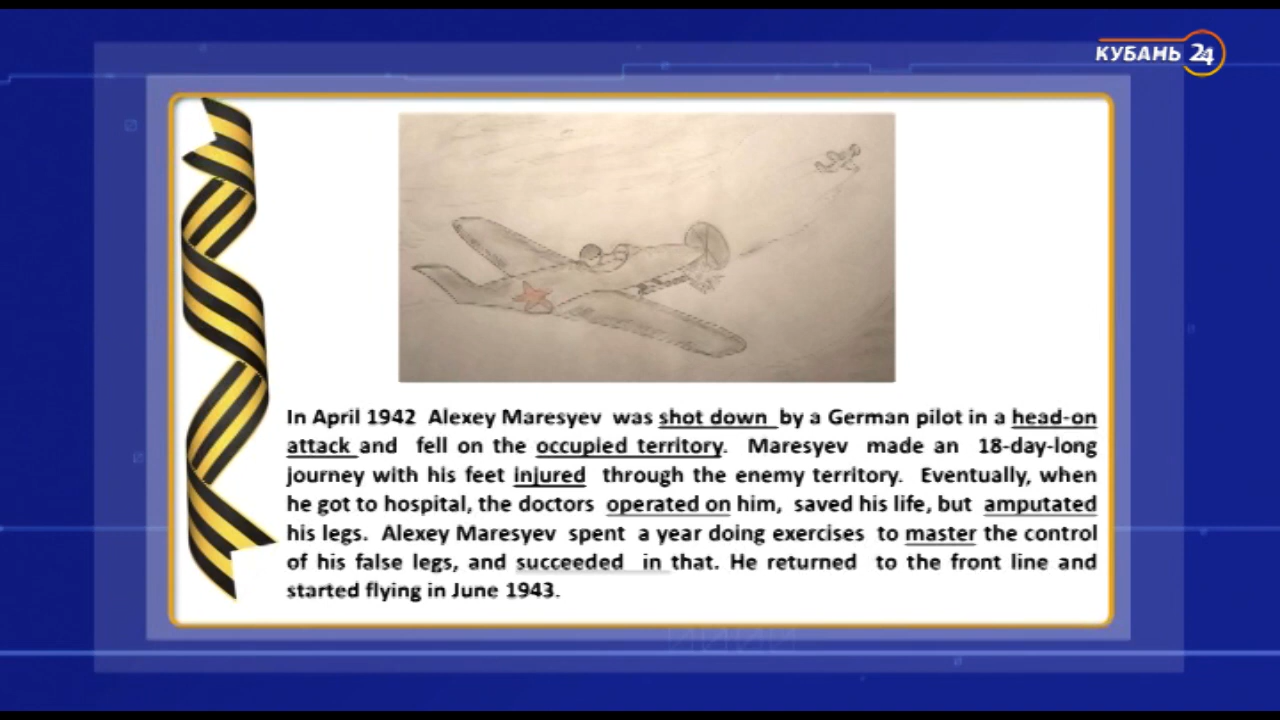 КУБАНЬ 24
In April 1942 Alexey Maresyev was shot down by a German pilot in a head-on
attack and fell on the occupied territory. Maresyev made an 18-day-long
journey with his feet injured through the enemy territory. Eventually, when
he got to hospital, the doctors operated on him, saved his life, but amputated
his legs. Alexey Maresyev spent a year doing exercises to master the control
of his false legs, and succeeded in that. He returned to the front line and
started flying in June 1943.